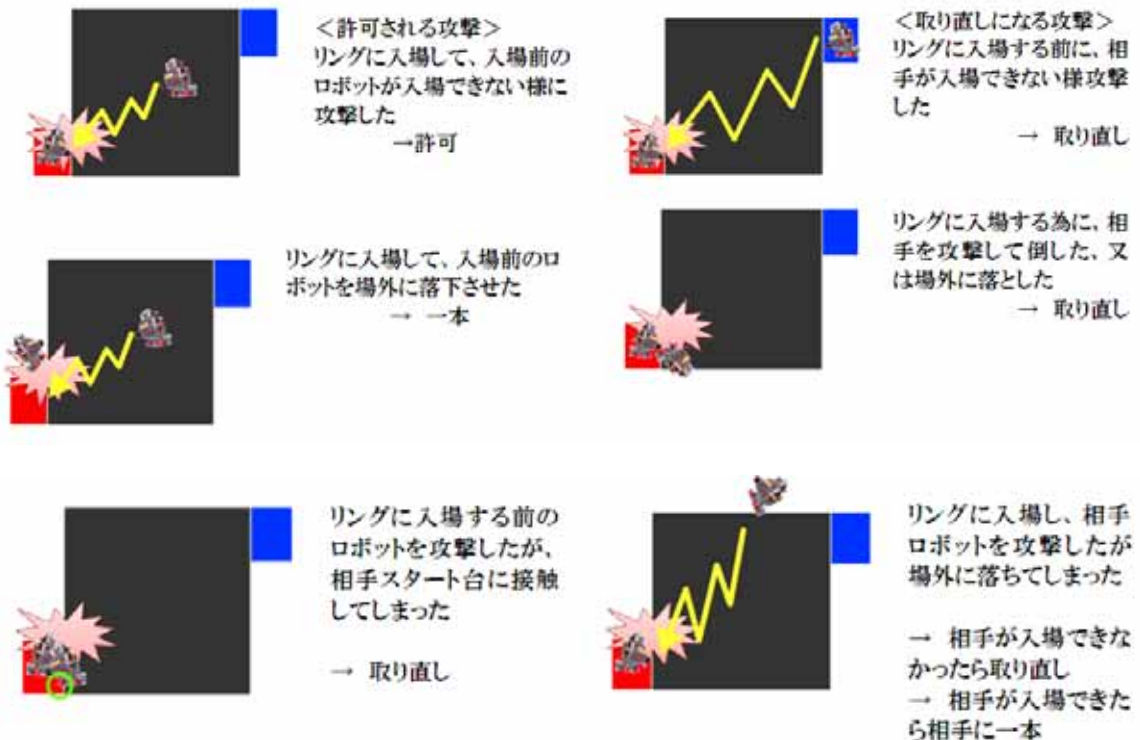 ＜許可される攻撃＞
リングに入場して、入場前の
ロボットが入場できない様に
攻撃した
→許可
＜取り直しになる攻撃＞
リングに入場する前に、相
手が入場できない様攻撃
した
→ 取り直し
リングに入場して、入場前のロ
ボットを場外に落下させた
→ 一本
リングに入場する為に、相
手を攻撃して倒した、又
は場外に落とした
→ 取り直し
リングに入場する前の
ロボットを攻撃したが、
相手スタート台に接触
してしまった
→ 取り直し
リングに入場し、相手
ロボットを攻撃したが
場外に落ちてしまった
→ 相手が入場できな
かったら取り直し
→ 相手が入場できた
ら相手に一本